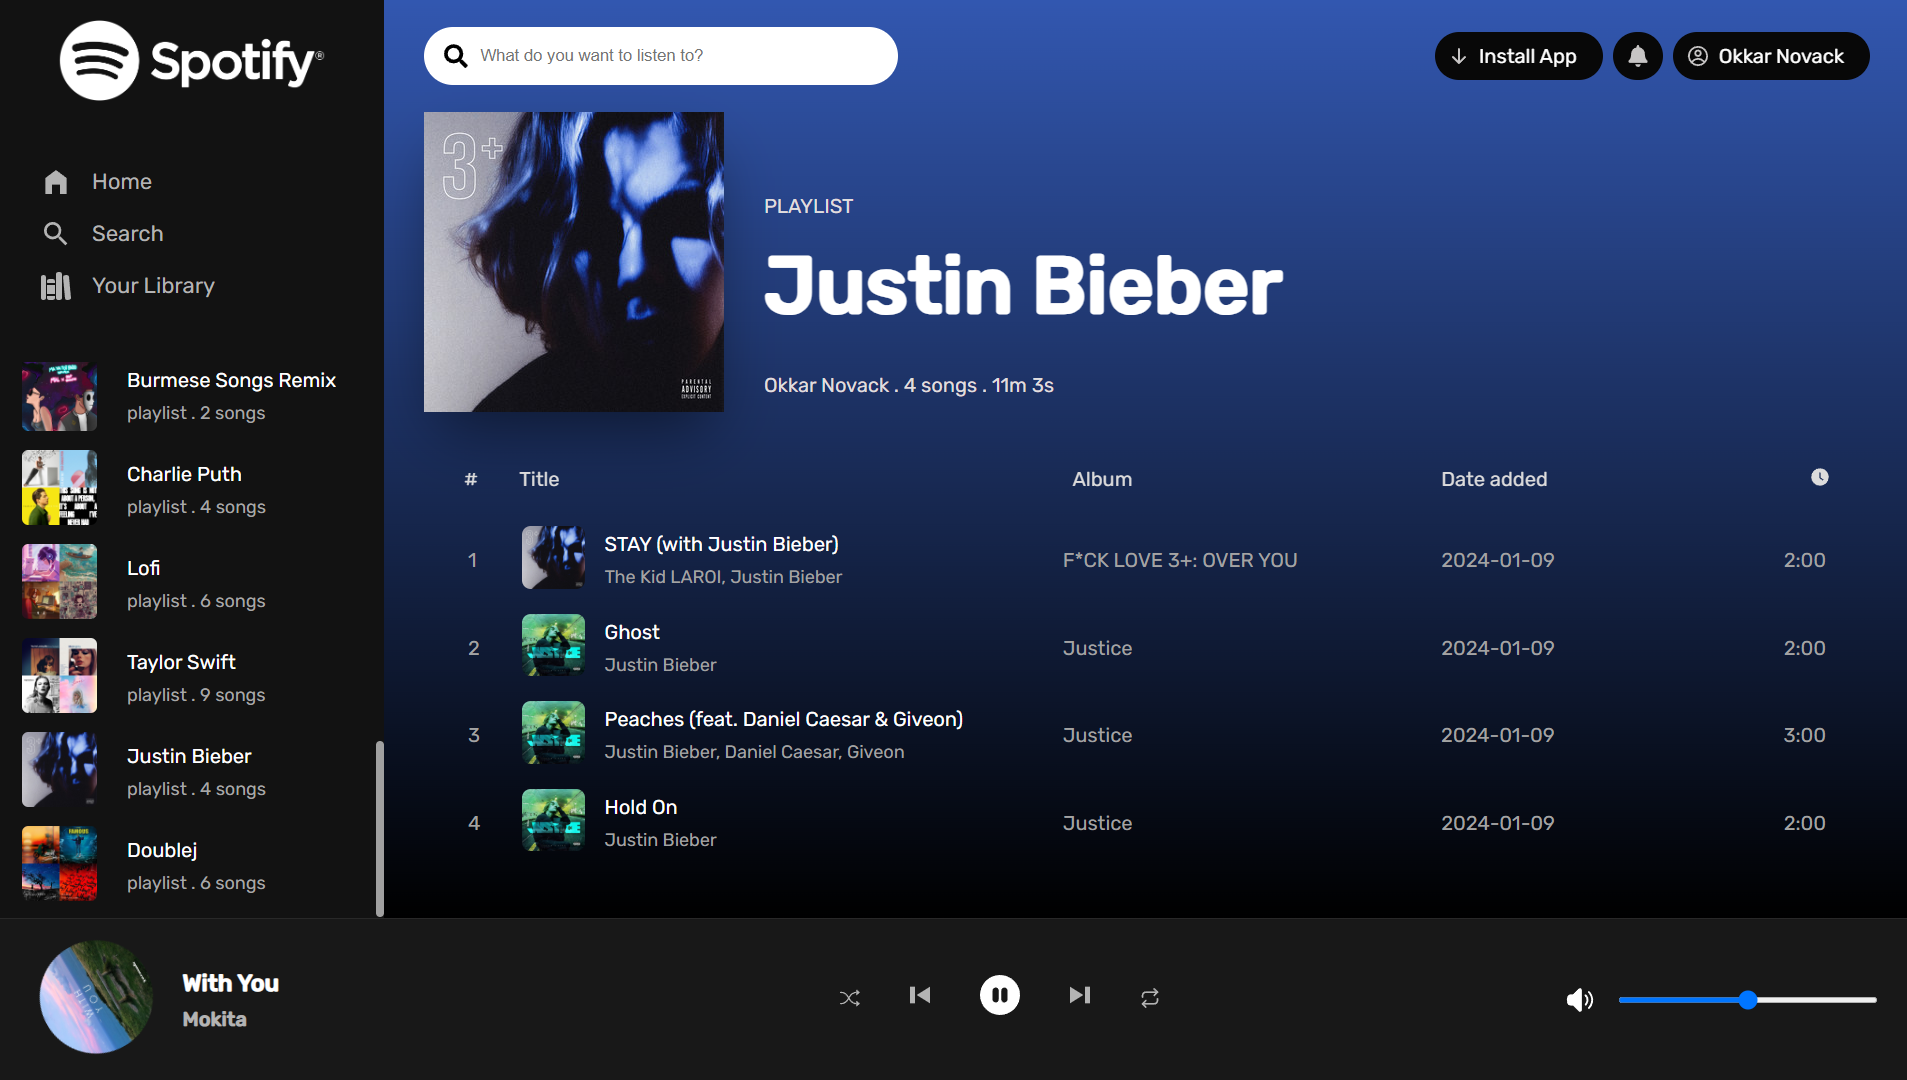 Spotify®
Home
Search
Your Library
Burmese Songs Remix
playlist . 2 songs
Charlie Puth
playlist . 4 songs
Lofi
playlist . 6 songs
Taylor Swift
playlist . 9 songs
Justin Bieber
playlist . 4 songs
Doublej
playlist . 6 songs
What do you want to listen to?
Install App
Okkar Novack
3+
PARENTAL
ADVISORY
EXPLICIT CONTENT
PLAYLIST
Justin Bieber
Okkar Novack . 4 songs . 11m 3s
# Title Album Date added
1 STAY (with Justin Bieber) F*CK LOVE 3+: OVER YOU 2024-01-09 2:00
The Kid LAROI, Justin Bieber
2 Ghost Justice 2024-01-09 2:00
Justin Bieber
3 Peaches (feat. Daniel Caesar & Giveon) Justice 2024-01-09 3:00
Justin Bieber, Daniel Caesar, Giveon
4 Hold On Justice 2024-01-09 2:00
Justin Bieber
WITH
YOU
With You
Mokita